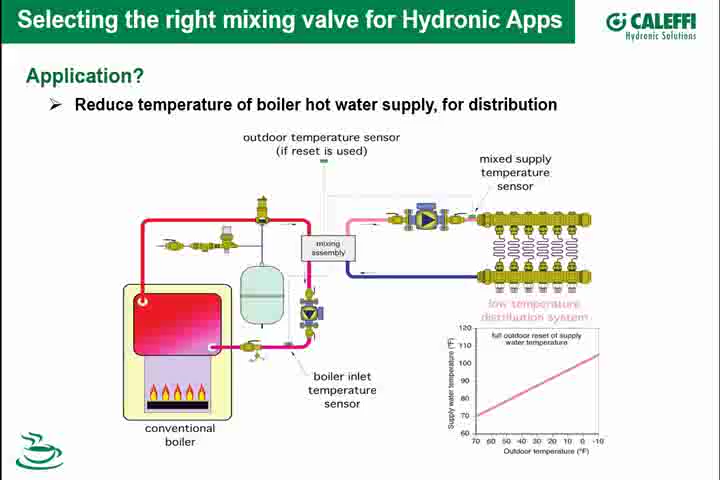 Selecting the right mixing valve for Hydronic Apps
CALEFFI
Hydronic Solutions
Application?
➢ Reduce temperature of boiler hot water supply, for distribution
outdoor temperature sensor
(if reset is used)
mixed supply
temperature
sensor
mixing
assembly
low temperature
distribution system
boiler inlet
temperature
sensor
conventional
boiler
full outdoor reset of supply
water temperature
Supply water temperature (°F)
120
110
100
90
80
70
60
70 60 50 40 30 20 10 0 -10
Outdoor temperature (°F)